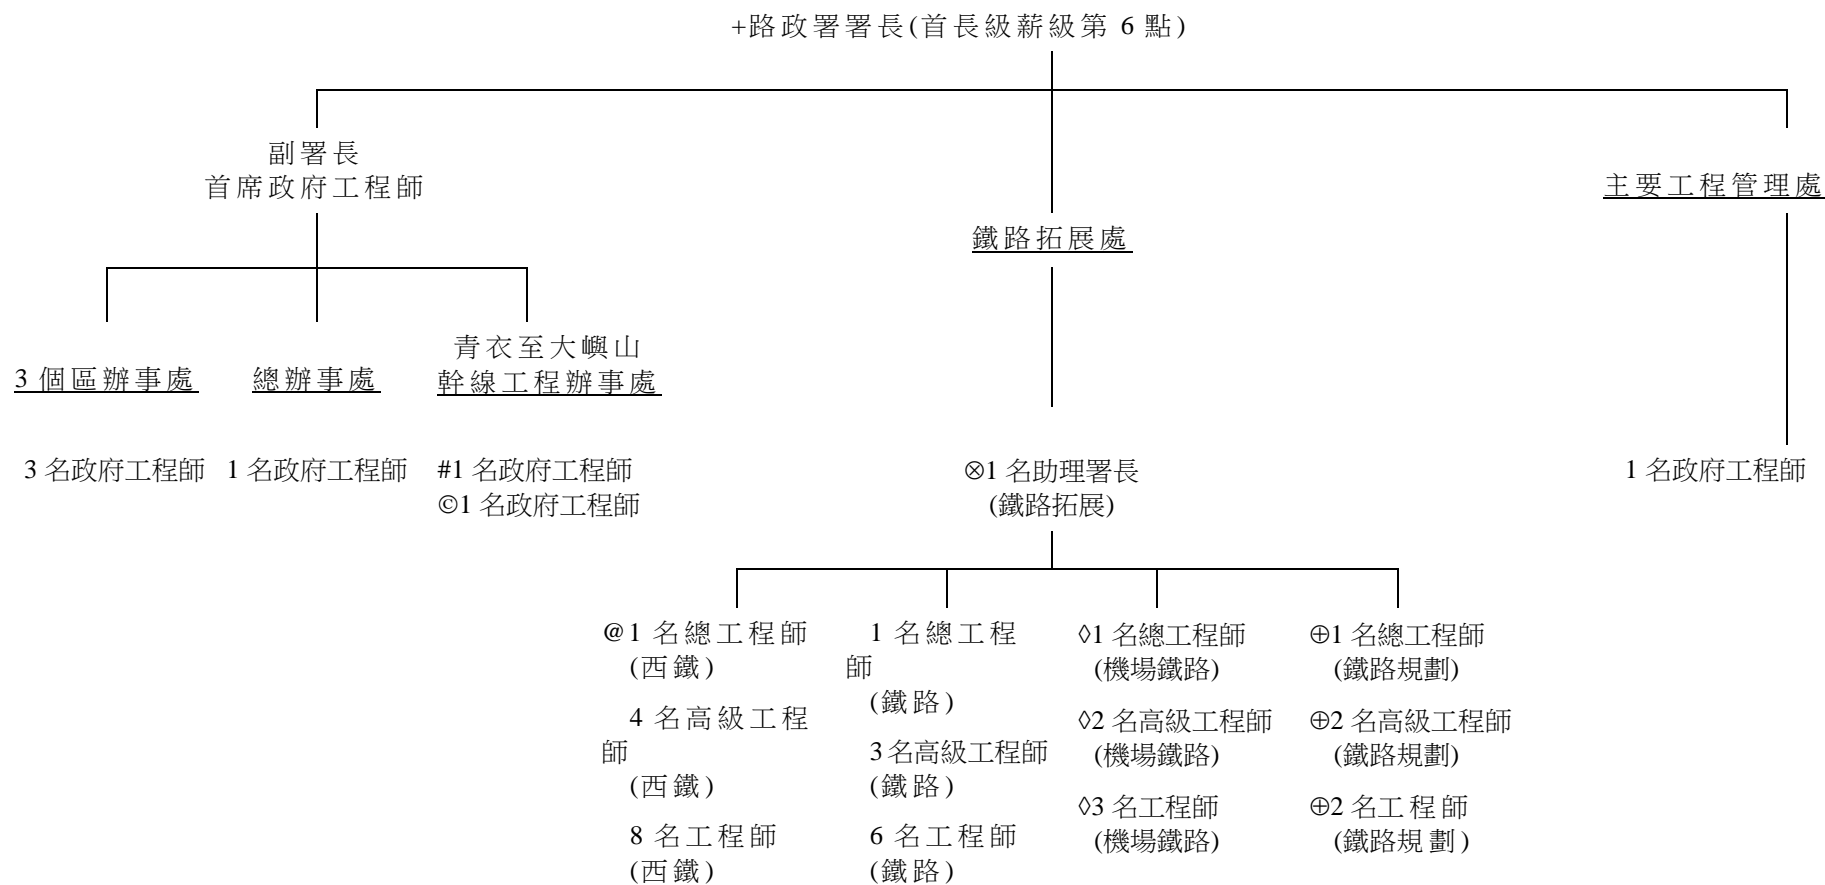 +路政署署長(首長級薪級第 6 點)
副署長
首席政府工程師
主要工程管理處
鐵路拓展處
青衣至大嶼山
3 個區辦事處
總辦事處
幹線工程辦事處
3 名政府工程師
1 名政府工程師
#1 名政府工程師
©1 名政府工程師
⊗1 名助理署長
(鐵路拓展)
1 名政府工程師
@1 名總工程師
(西鐵)
4 名高級工程
師
(西鐵)
8 名工程師
(西鐵)
1 名總工程
師
(鐵路)
3 名高級工程師
(鐵路)
6 名工程師
(鐵路)
◊1 名總工程師
(機場鐵路)
◊2 名高級工程師
(機場鐵路)
◊3 名工程師
(機場鐵路)
⊕1 名總工程師
(鐵路規劃)
⊕2 名高級工程師
(鐵路規劃)
⊕2 名工程師
(鐵路規劃)